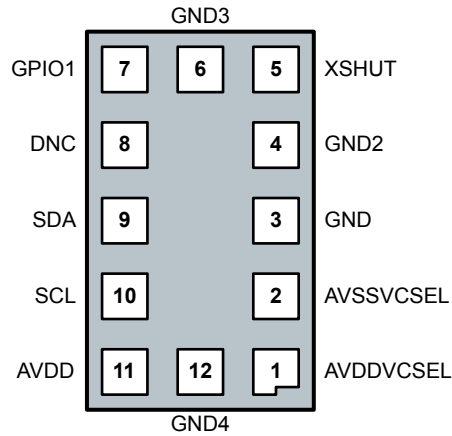 GND3
GPIO1 7 6 5 XSHUT
DNC 8 4 GND2
SDA 9 3 GND
SCL 10 2 AVSSVCSEL
AVDD 11 12 1 AVDDVCSEL
GND4